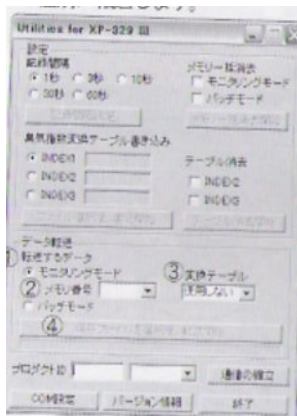 Utilities for XP-329 Ⅲ
設定
記録間隔
1秒 3秒 10秒
30秒 60秒
メモリ一括消去
モニタリングモード
バッチモード
臭気指数変換テーブル書き込み
INDEX1
INDEX2
INDEX3
テーブル消去
INDEX2
INDEX3
データ転送
① 転送するデータ
モニタリングモード
② メモリ番号
バッチモード
③ 変換テーブル
使用しない
④
プロダクトID
通信の確立
COM設定 バージョン情報 終了